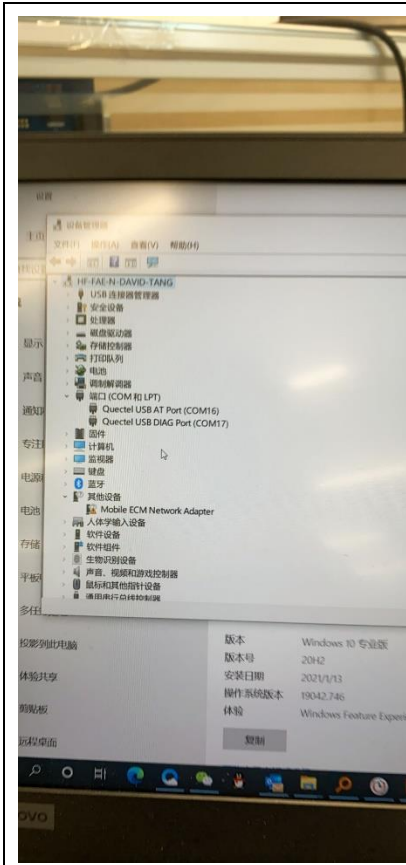 设置
设备管理器
文件(F) 操作(A) 查看(V) 帮助(H)
HF-FAE-N-DAVID-TANG
USB 连接器管理器
安全设备
处理器
磁盘驱动器
存储控制器
打印队列
电池
调制解调器
端口 (COM 和 LPT)
Quectel USB AT Port (COM16)
Quectel USB DIAG Port (COM17)
固件
计算机
监视器
键盘
蓝牙
其他设备
Mobile ECM Network Adapter
人体学输入设备
软件设备
软件组件
生物识别设备
声音、视频和游戏控制器
鼠标和其他指针设备
通用串行总线控制器
主页
显示
声音
通知
专注
电源
电池
存储
平板
多任
投影到此电脑
体验共享
剪贴板
远程桌面
版本 Windows 10 专业版
版本号 20H2
安装日期 2021/1/13
操作系统版本 19042.746
体验 Windows Feature Experi
复制
OVO